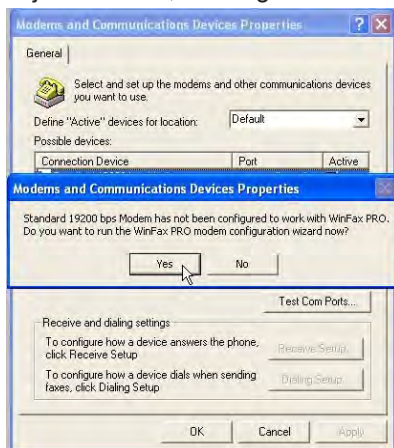 Modems and Communications Devices Properties
General
Select and set up the modems and other communications devices
you want to use.
Define "Active" devices for location:
Default
Possible devices:
Connection Device Port Active
Modems and Communications Devices Properties
Standard 19200 bps Modem has not been configured to work with WinFax PRO.
Do you want to run the WinFax PRO modem configuration wizard now?
Yes No
Test Com Ports...
Receive and dialing settings
To configure how a device answers the phone,
click Receive Setup
Receive Setup...
To configure how a device dials when sending
faxes, click Dialing Setup
Dialing Setup...
OK Cancel Apply